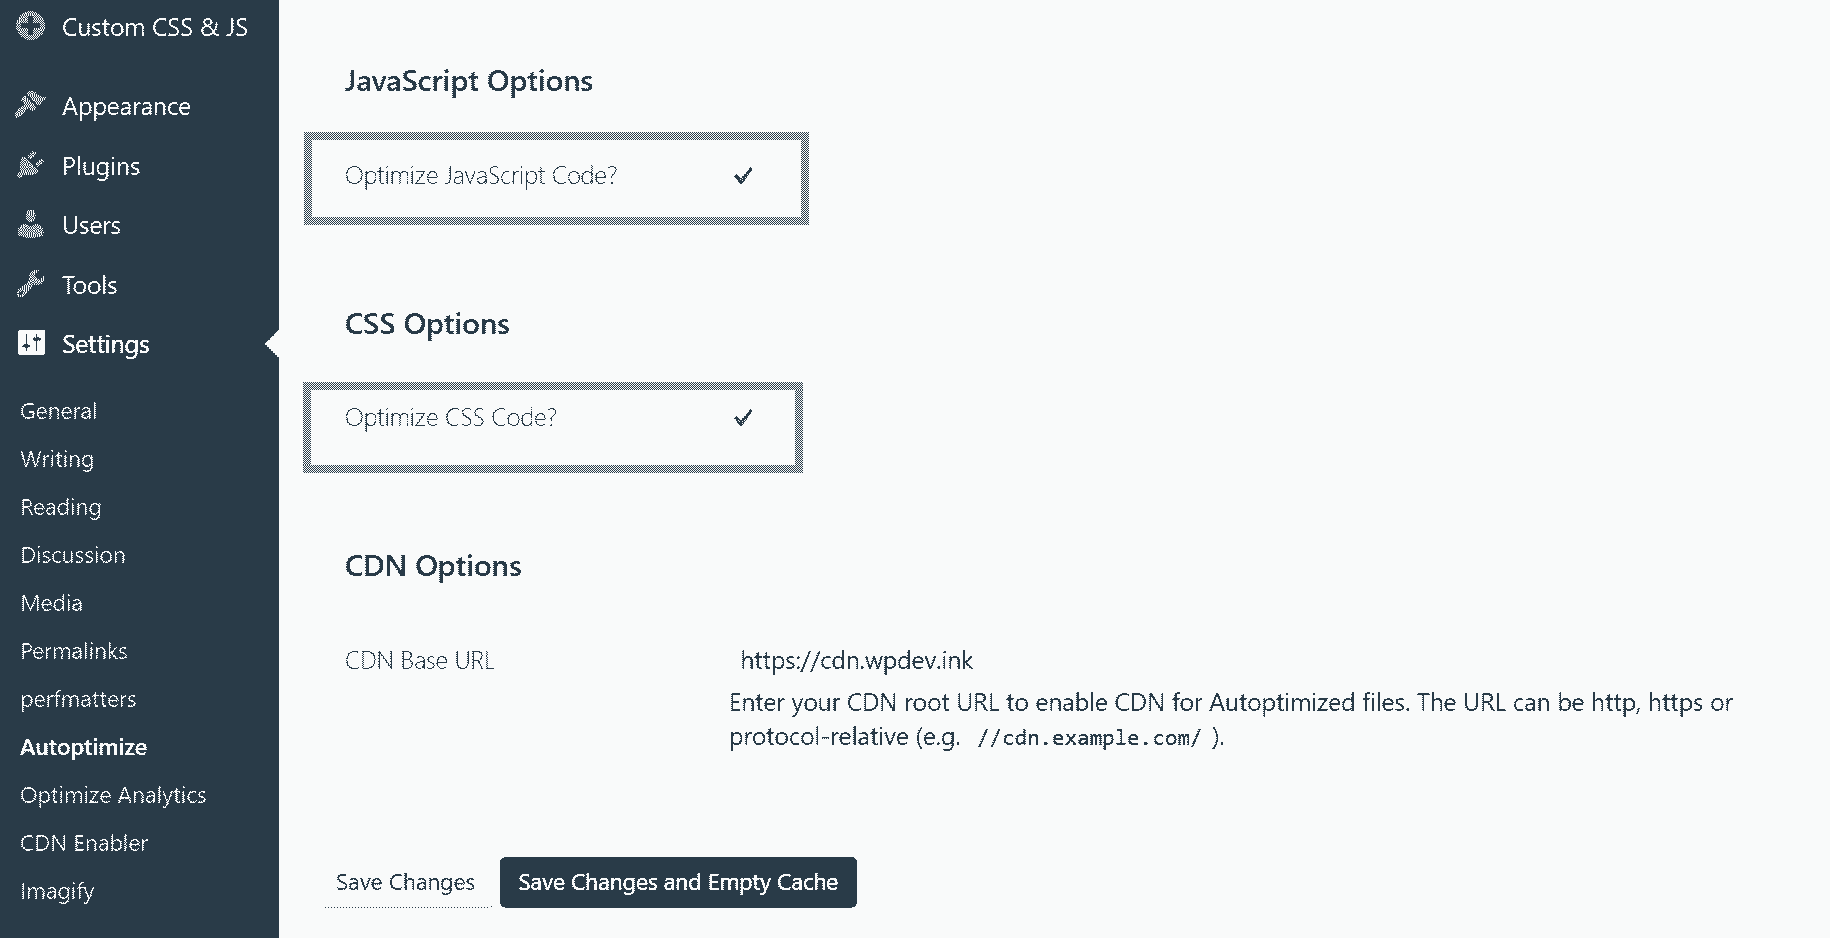 Custom CSS & JS
Appearance
Plugins
Users
Tools
Settings
General
Writing
Reading
Discussion
Media
Permalinks
perfmatters
Autoptimize
Optimize Analytics
CDN Enabler
Imagify
JavaScript Options
Optimize JavaScript Code?
CSS Options
Optimize CSS Code?
CDN Options
CDN Base URL
https://cdn.wpdev.ink
Enter your CDN root URL to enable CDN for Autoptimized files. The URL can be http, https or
protocol-relative (e.g. //cdn.example.com/ ).
Save Changes
Save Changes and Empty Cache